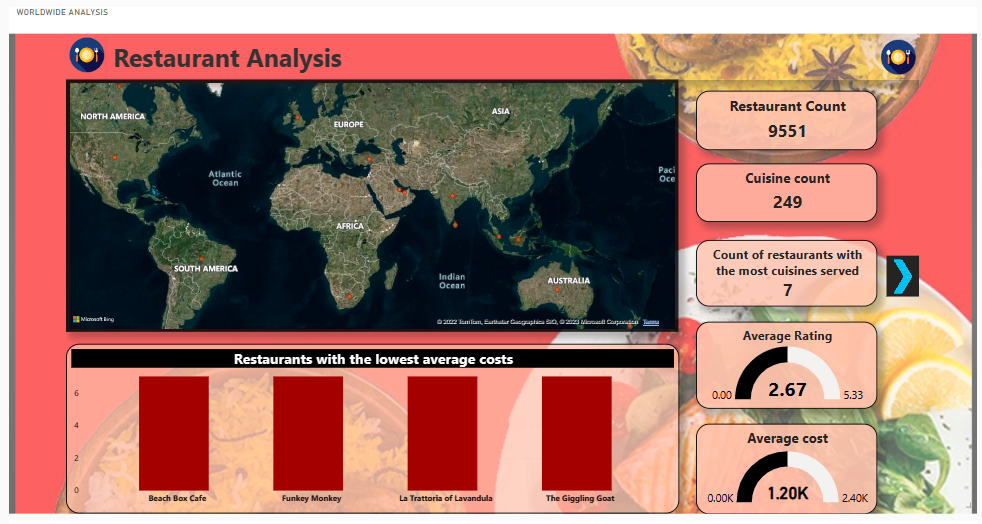 WORLDWIDE ANALYSIS
Restaurant Analysis
NORTH AMERICA
EUROPE
ASIA
Atlantic
Ocean
Paci
Oce
AFRICA
SOUTH AMERICA
Indian
Ocean
AUSTRALIA
Microsoft Bing
© 2022 TomTom, Earthstar Geographics SIO, © 2023 Microsoft Corporation Terms
Restaurant Count
9551
Cuisine count
249
Count of restaurants with
the most cuisines served
7
Average Rating
2.67
0.00
5.33
Average cost
1.20K
0.00K
2.40K
Restaurants with the lowest average costs
6
4
2
0
Beach Box Cafe
Funkey Monkey
La Trattoria of Lavandula
The Giggling Goat